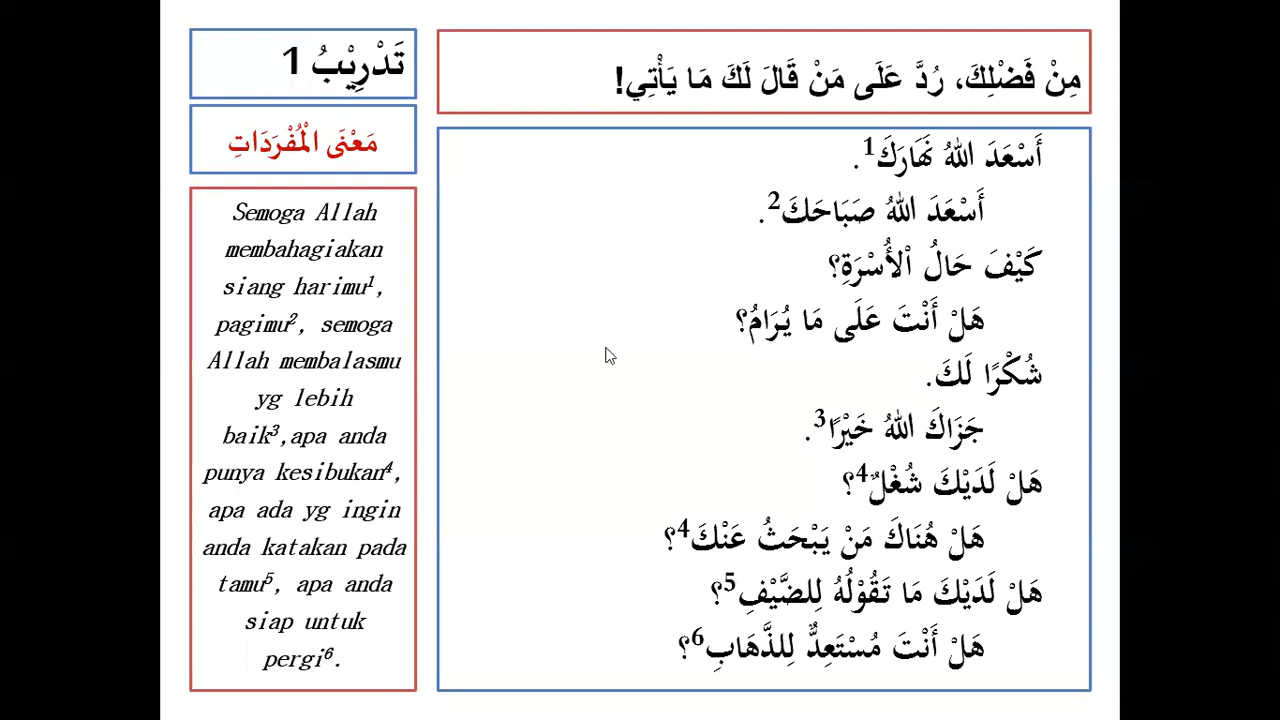 تَدْرِيْبُ 1
مِنْ فَضْلِكَ، رُدَّ عَلَى مَنْ قَالَ لَكَ مَا يَأْتِي!
مَعْنَى الْمُفْرَدَاتِ
أَسْعَدَ اللهُ نَهَارَكَ¹.
أَسْعَدَ اللهُ صَبَاحَكَ².
كَيْفَ حَالُ الْأُسْرَةِ؟
هَلْ أَنْتَ عَلَى مَا يُرَامُ؟
شُكْرًا لَكَ.
جَزَاكَ اللهُ خَيْرًا³.
هَلْ لَدَيْكَ شُغْلٌ⁴؟
هَلْ هُنَاكَ مَنْ يَبْحَثُ عَنْكَ⁴؟
هَلْ لَدَيْكَ مَا تَقُوْلُهُ لِلضَّيْفِ⁵؟
هَلْ أَنْتَ مُسْتَعِدٌّ لِلذَّهَابِ⁶؟
Semoga Allah
membahagiakan
siang harimu¹,
pagimu², semoga
Allah membalasmu
yg lebih
baik³,apa anda
punya kesibukan⁴,
apa ada yg ingin
anda katakan pada
tamu⁵, apa anda
siap untuk
pergi⁶.